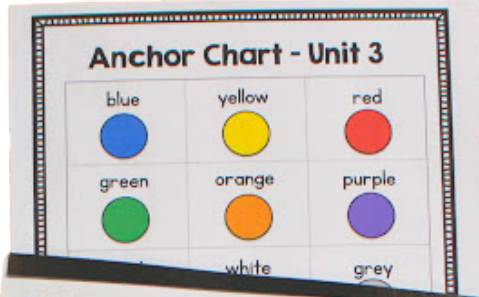 Anchor Chart - Unit 3
blue yellow red
green orange purple
white grey